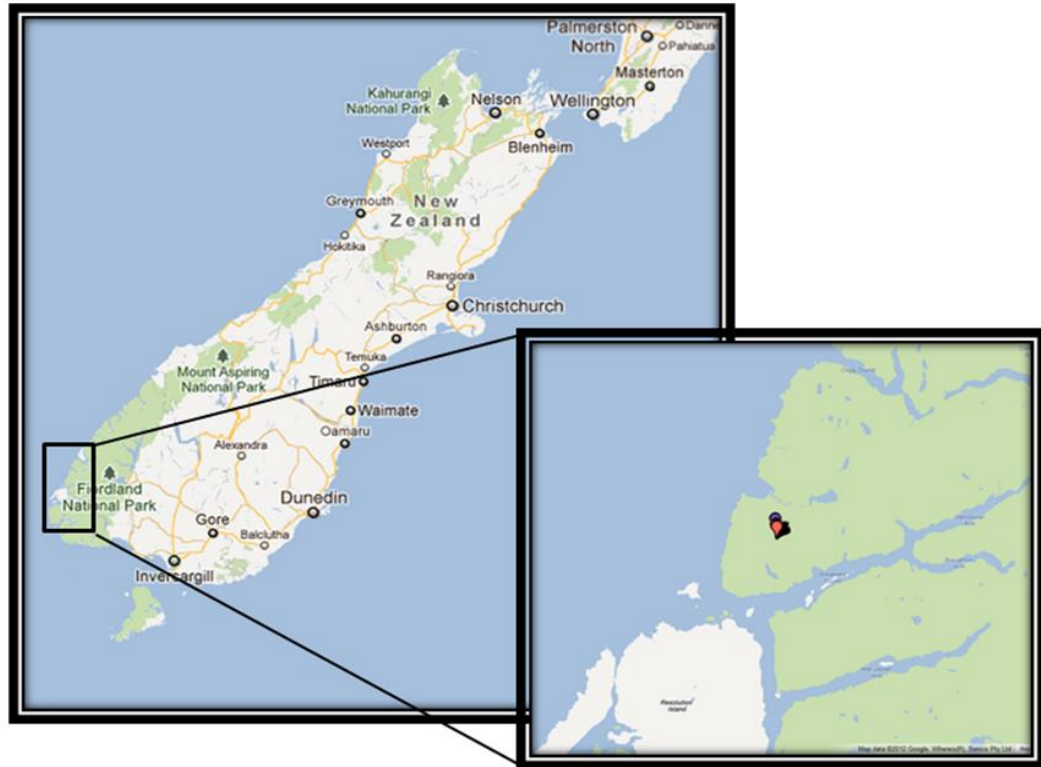 Palmerston
North
Danne
Pahiatua
Masterton
Kahurangi
National Park
Nelson
Wellington
Blenheim
Westport
Greymouth
New
Zealand
Hokitika
Rangiora
Christchurch
Ashburton
Mount Aspiring
National Park
Temuka
Timaru
Waimate
Oamaru
Alexandra
Fiordland
National Park
Dunedin
Gore
Balclutha
Invercargill
Resolution
Island
Map data ©2012 Google, Whereis(R), Sensis Pty Ltd